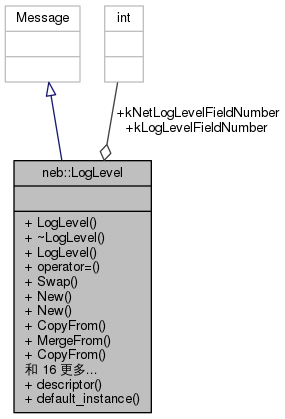 Message
int
+kNetLogLevelFieldNumber
+kLogLevelFieldNumber
neb::LogLevel
+ LogLevel()
+ ~LogLevel()
+ LogLevel()
+ operator=()
+ Swap()
+ New()
+ New()
+ CopyFrom()
+ MergeFrom()
+ CopyFrom()
和 16 更多...
+ descriptor()
+ default_instance()